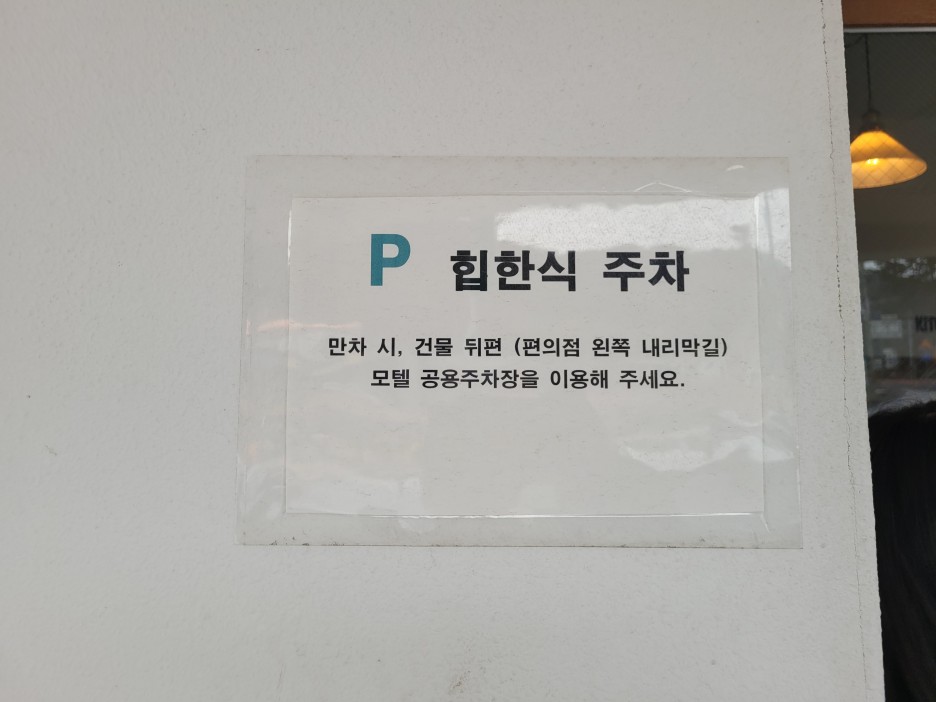 P 힙한식 주차
만차 시, 건물 뒤편 (편의점 왼쪽 내리막길)
모텔 공용주차장을 이용해 주세요.